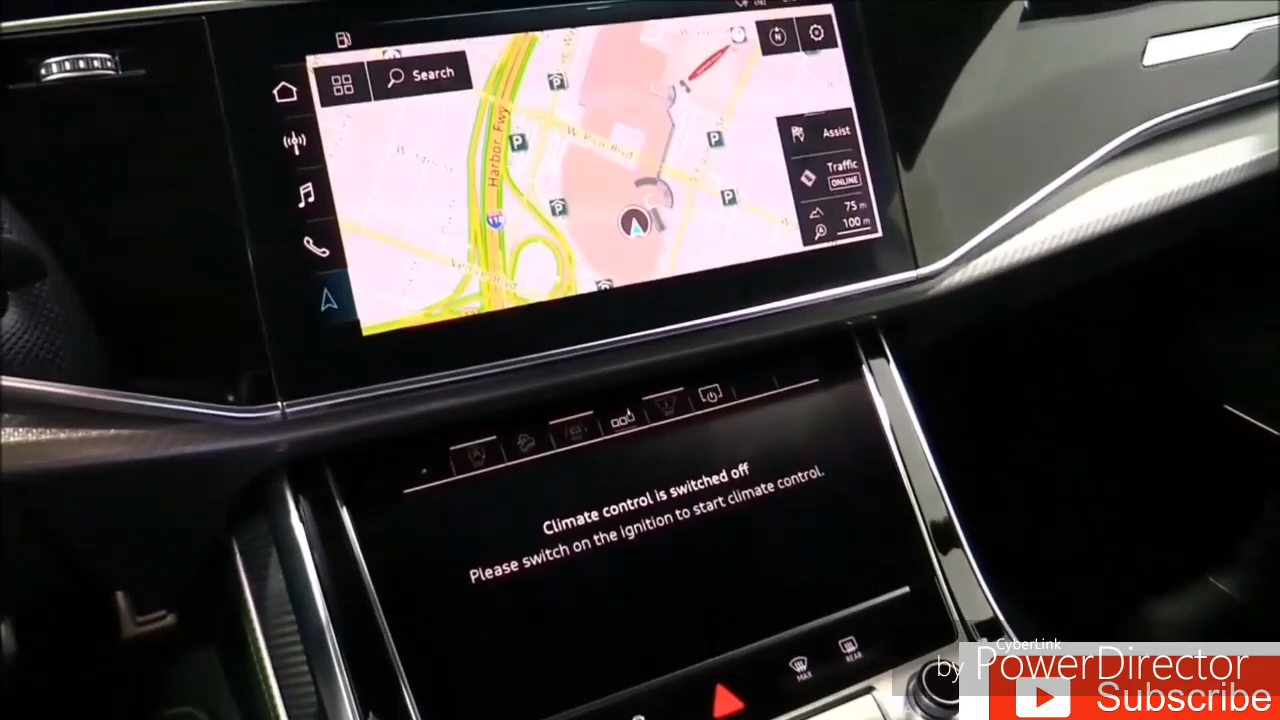 Search
N
Harbor Fwy
W Pico Blvd
110
P
P
P
P
P
Assist
Traffic
ONLINE
75 m
100 m
Climate control is switched off
Please switch on the ignition to start climate control.
MAX
REAR
CyberLink
by PowerDirector
Subscribe